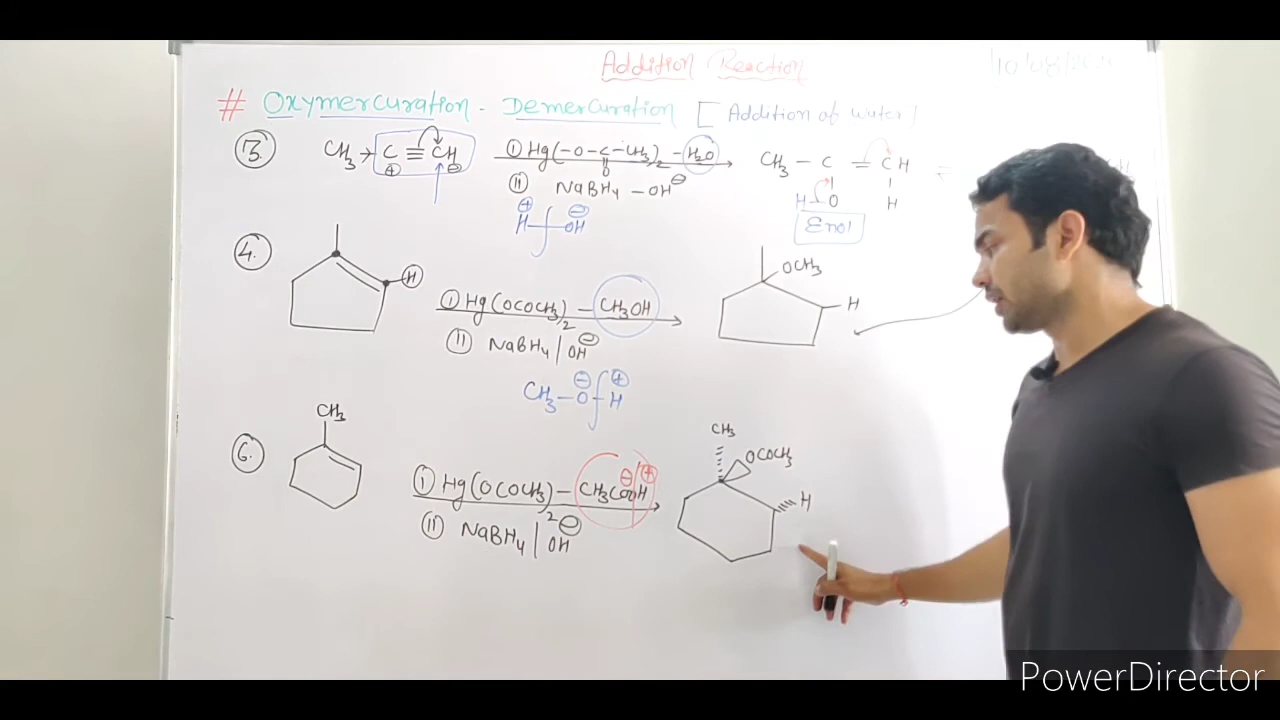 Addition Reaction
# Oxymercuration - Demercuration [Addition of water]
3. CH3 → C ≡ CH ⊕ ⊖ I Hg(-O-C-CH3)2 - H2O CH3 - C = CH
II NaBH4 - OH⊖ H - O H
H⊕ OH⊖ Enol
4. H I Hg(OCOCH3)2 - CH3OH OCH3 H
II NaBH4 | OH⊖
CH3 - O⊖ - H⊕
6. CH3 I Hg(OCOCH3)2 - CH3COO⊖H⊕ CH3 OCOCH3 H
II NaBH4 | OH⊖
PowerDirector